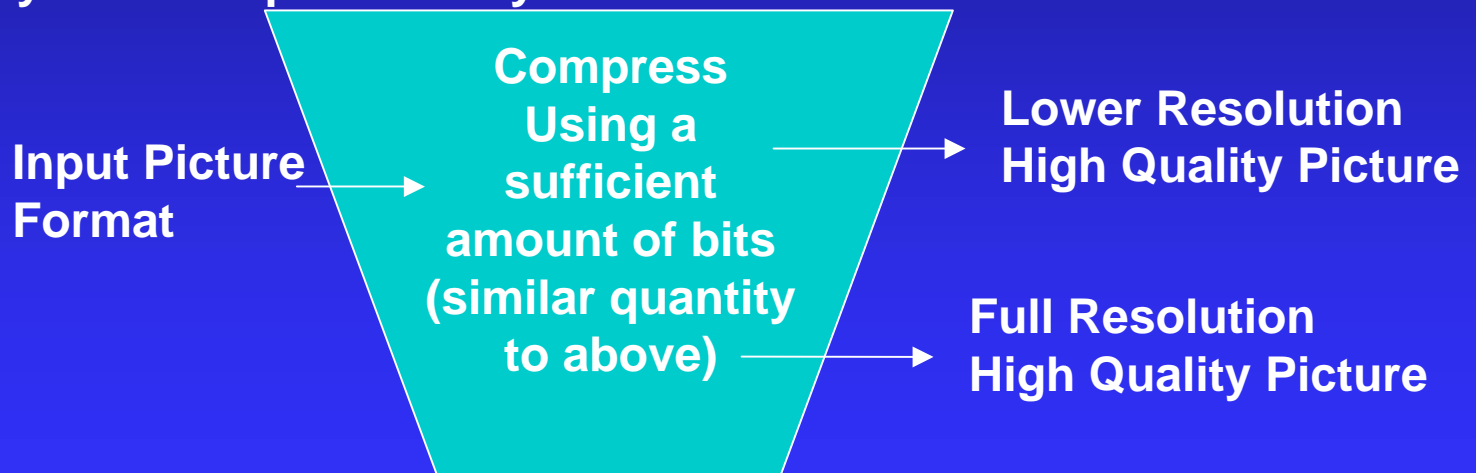 Input Picture
Format
Compress
Using a
sufficient
amount of bits
(similar quantity
to above)
Lower Resolution
High Quality Picture
Full Resolution
High Quality Picture